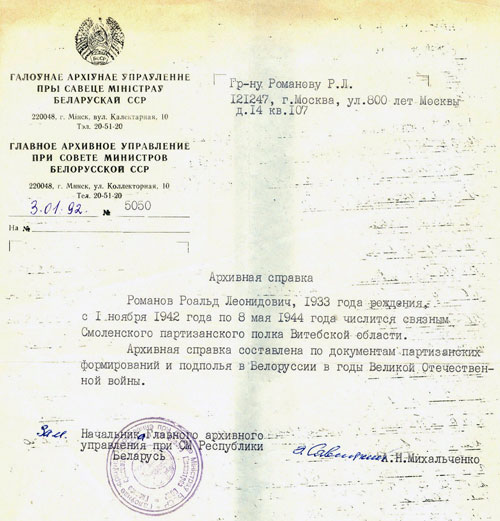 ГАЛОЎНАЕ АРХІЎНАЕ УПРАЎЛЕННЕ
ПРЫ САВЕЦЕ МІНІСТРАЎ
БЕЛАРУСКАЙ ССР
220048, г. Мінск, вул. Калектарная, 10
Тэл. 20-51-20
ГЛАВНОЕ АРХИВНОЕ УПРАВЛЕНИЕ
ПРИ СОВЕТЕ МИНИСТРОВ
БЕЛОРУССКОЙ ССР
220048, г. Минск, ул. Коллекторная, 10
Тел. 20-51-20
3.01.92. № 5050
На №
Гр-ну Романову Р.Л.
121247, г.Москва, ул.800 лет Москвы
д.14 кв.107
Архивная справка
Романов Роальд Леонидович, 1933 года рождения,
с 1 ноября 1942 года по 8 мая 1944 года числится связным
Смоленского партизанского полка Витебской области.
Архивная справка составлена по документам партизанских
формирований и подполья в Белоруссии в годы Великой Отечествен-
ной войны.
Зам. Начальника Главного архивного
управления при СМ Республики
Беларусь
А.Н.Михальченко